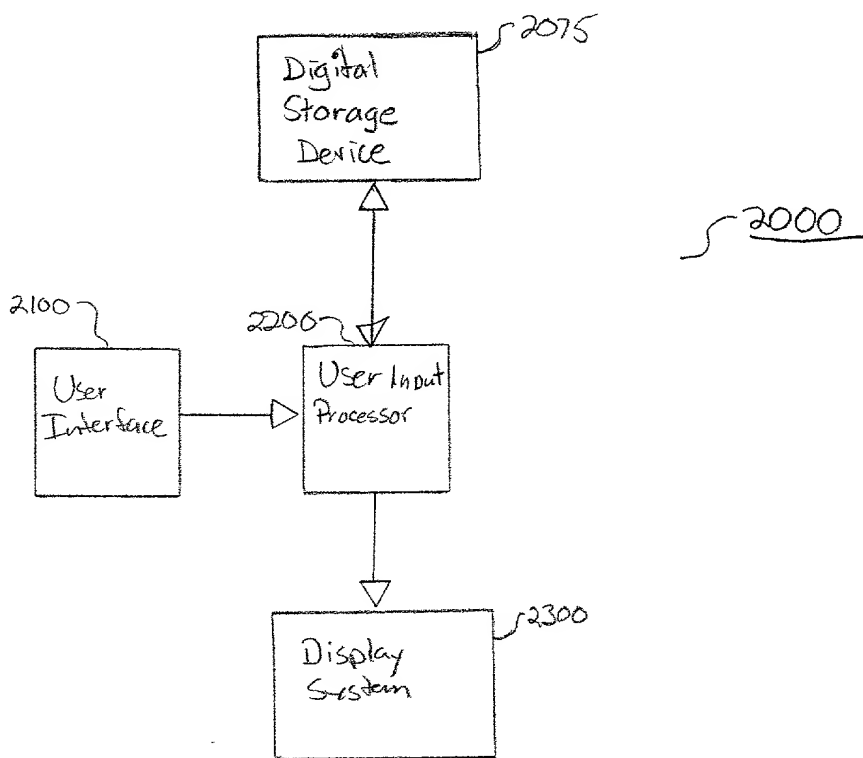 2075
Digital
Storage
Device
2000
2100
2200
User
Interface
User Input
Processor
2300
Display
System